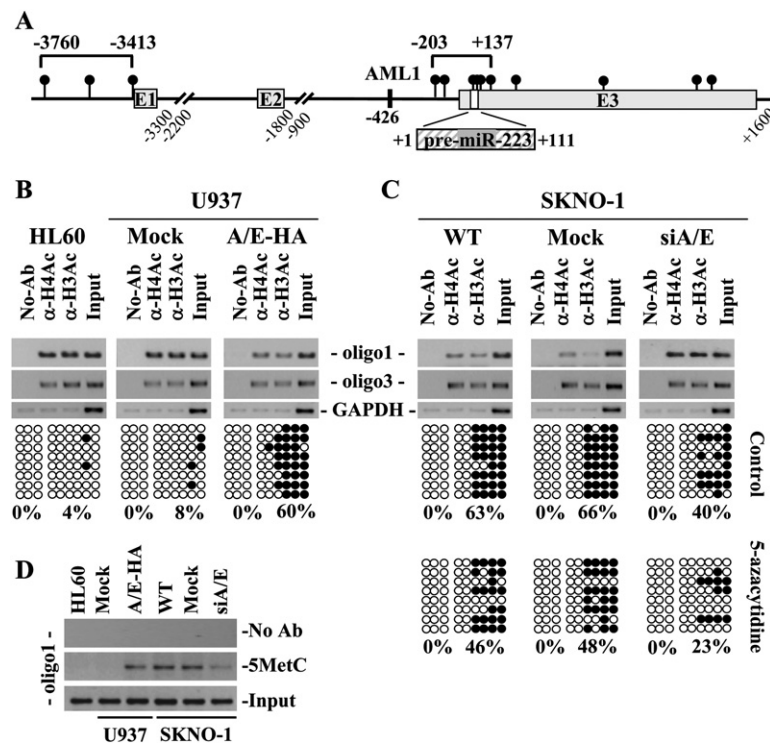 A
-3760 -3413 -203 +137
AML1
E1 E2 E3
-3300 -2200 -1800 -900 -426 +1600
+1 pre-miR-223 +111
B
U937
HL60 Mock A/E-HA
No-Ab α-H4Ac α-H3Ac Input No-Ab α-H4Ac α-H3Ac Input No-Ab α-H4Ac α-H3Ac Input
- oligo1 -
- oligo3 -
- GAPDH -
0% 4% 0% 8% 0% 60%
C
SKNO-1
WT Mock siA/E
No-Ab α-H4Ac α-H3Ac Input No-Ab α-H4Ac α-H3Ac Input No-Ab α-H4Ac α-H3Ac Input
Control
0% 63% 0% 66% 0% 40%
5-azacytidine
0% 46% 0% 48% 0% 23%
D
HL60 Mock A/E-HA WT Mock siA/E
- oligo1 -
-No Ab
-5MetC
-Input
U937 SKNO-1